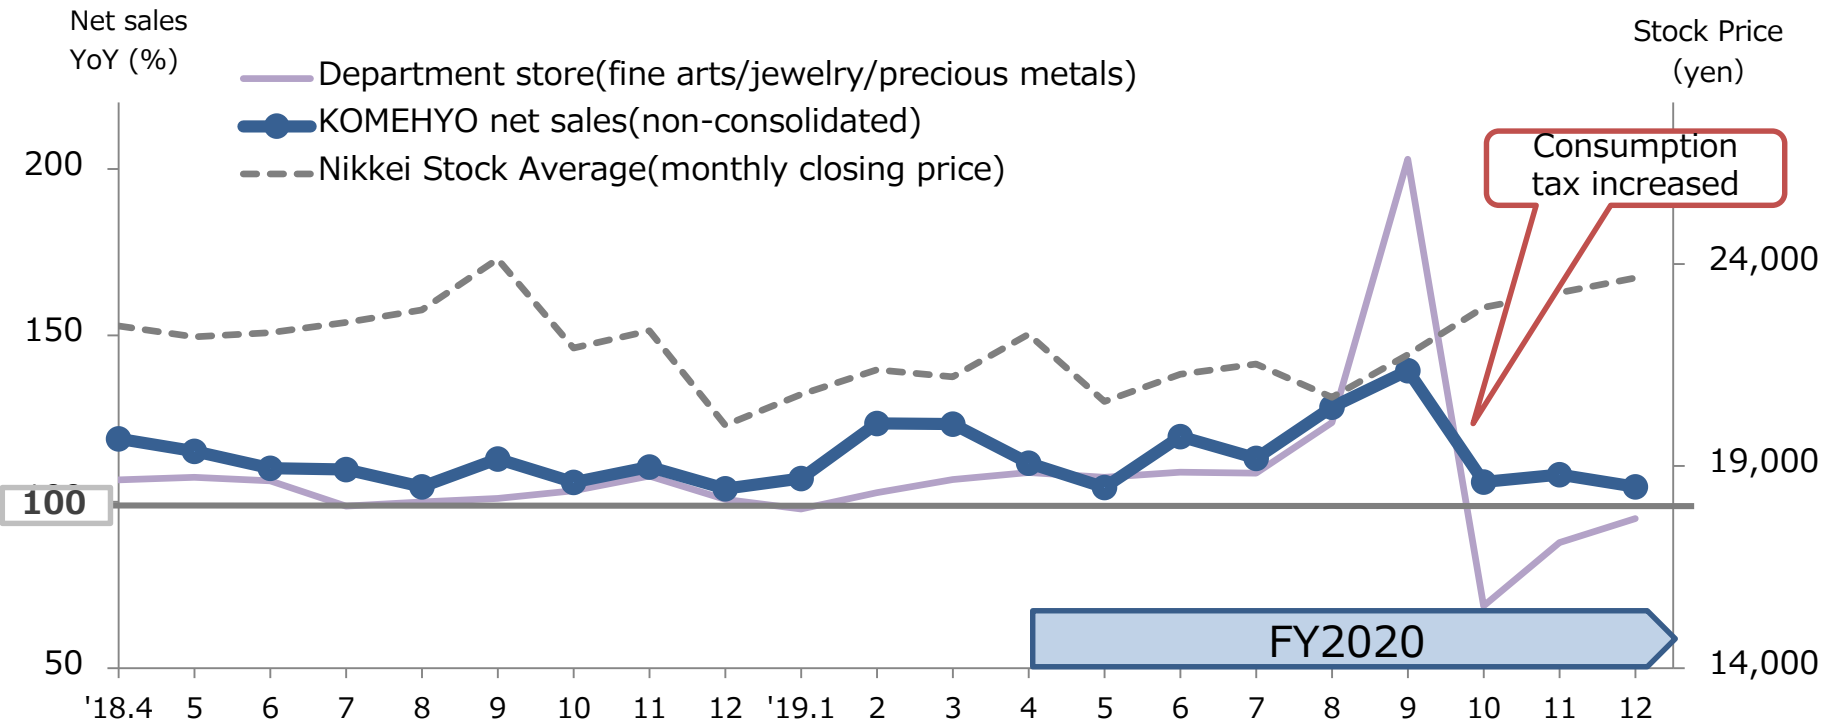 Net sales
YoY (%)
Stock Price
(yen)
Department store(fine arts/jewelry/precious metals)
KOMEHYO net sales(non-consolidated)
Nikkei Stock Average(monthly closing price)
Consumption
tax increased
200
150
100
50
24,000
19,000
14,000
FY2020
'18.4 5 6 7 8 9 10 11 12 '19.1 2 3 4 5 6 7 8 9 10 11 12